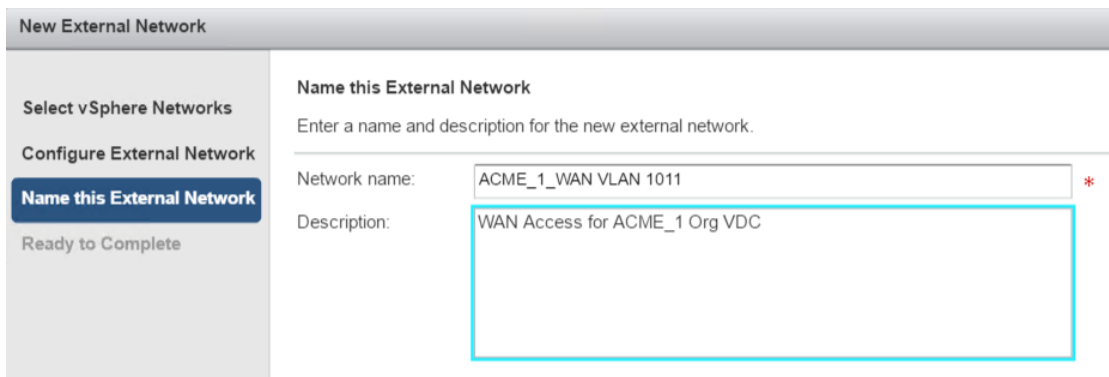 New External Network
Select vSphere Networks
Configure External Network
Name this External Network
Ready to Complete
Name this External Network
Enter a name and description for the new external network.
Network name: ACME_1_WAN VLAN 1011 *
Description: WAN Access for ACME_1 Org VDC